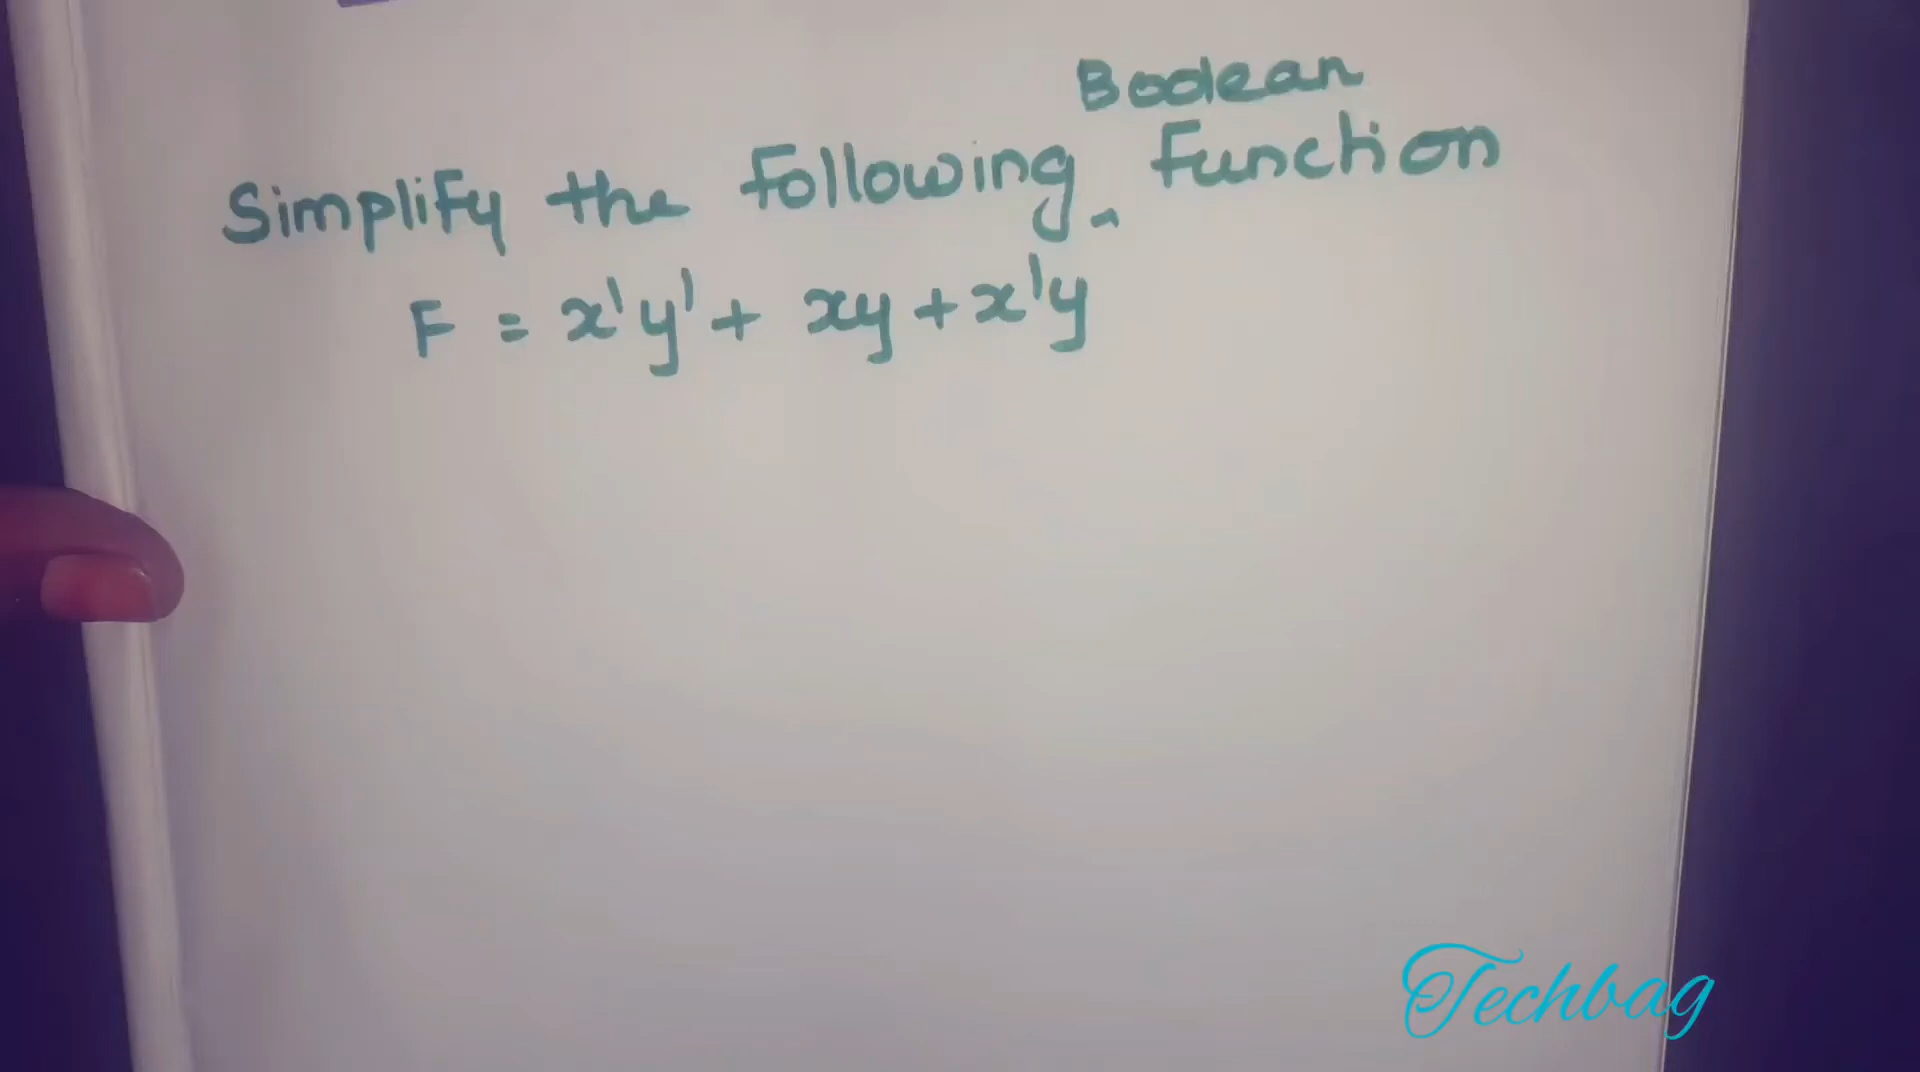 Boolean
Simplify the following ^ Function
F = x'y' + xy + x'y
Techbag